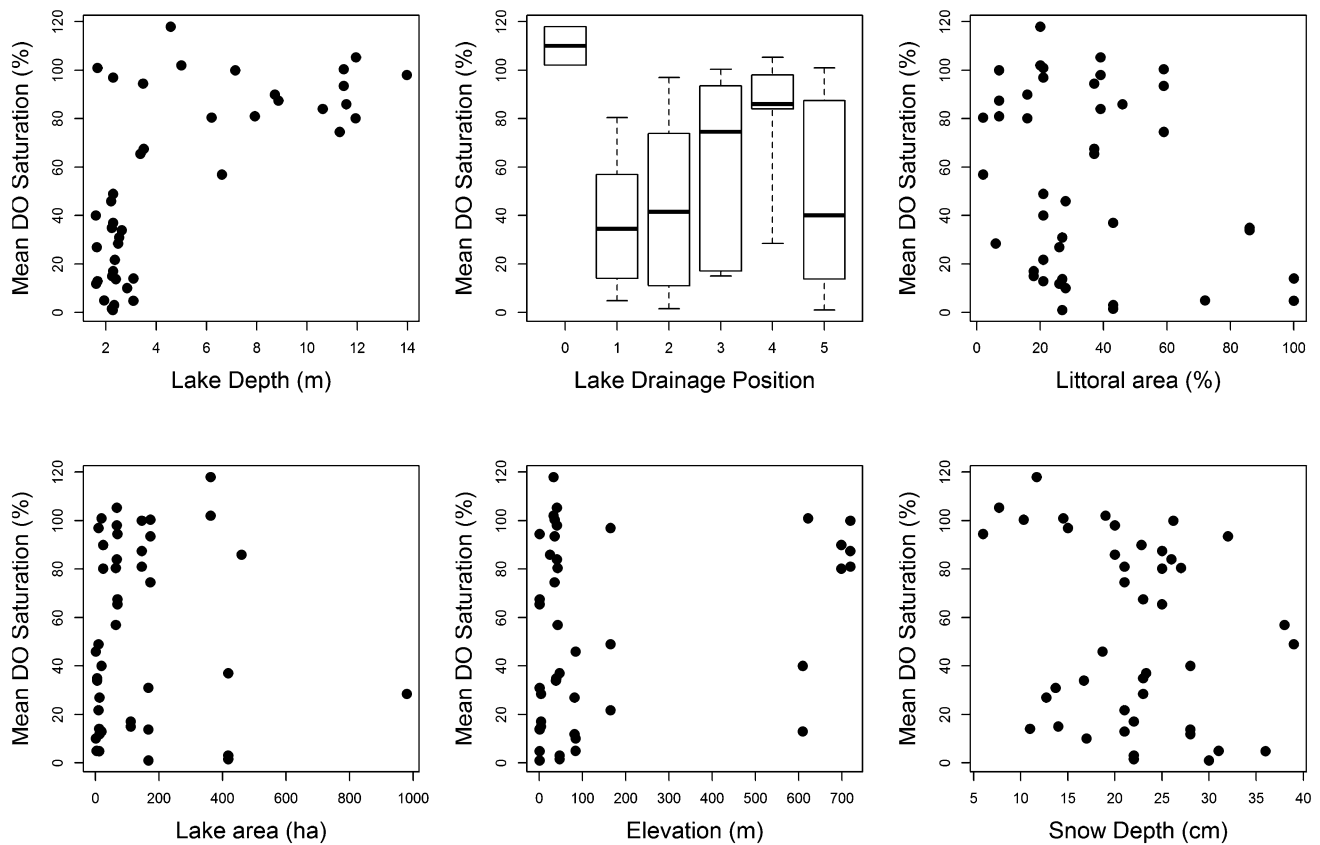 Mean DO Saturation (%)
0 20 40 60 80 100 120
2 4 6 8 10 12 14
Lake Depth (m)
Mean DO Saturation (%)
0 20 40 60 80 100 120
0 1 2 3 4 5
Lake Drainage Position
Mean DO Saturation (%)
0 20 40 60 80 100 120
0 20 40 60 80 100
Littoral area (%)
Mean DO Saturation (%)
0 20 40 60 80 100 120
0 200 400 600 800 1000
Lake area (ha)
Mean DO Saturation (%)
0 20 40 60 80 100 120
0 100 200 300 400 500 600 700
Elevation (m)
Mean DO Saturation (%)
0 20 40 60 80 100 120
5 10 15 20 25 30 35 40
Snow Depth (cm)